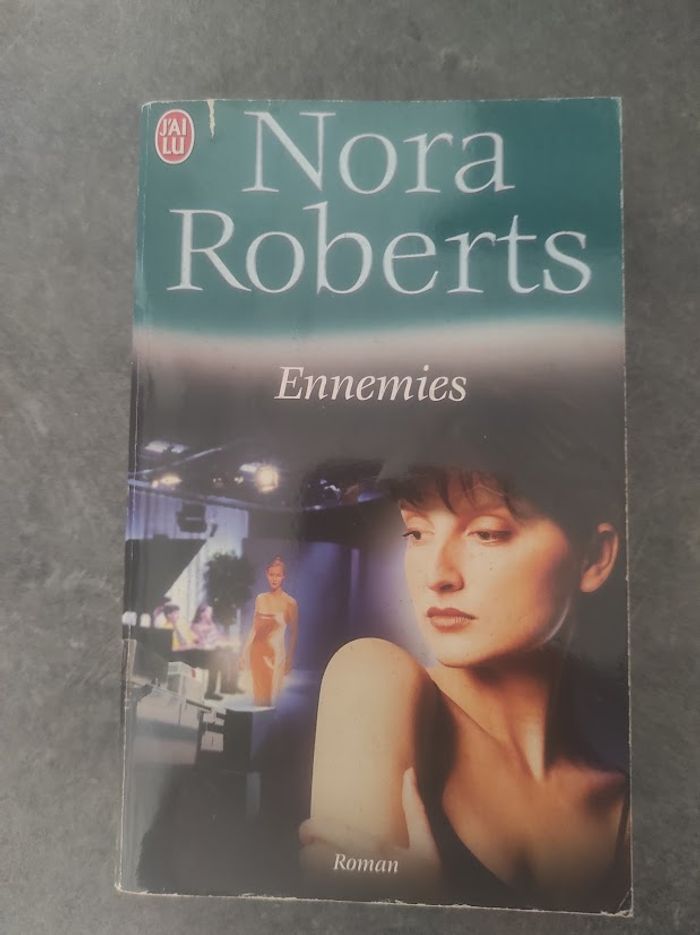 J'AI
LU
Nora
Roberts
Ennemies
Roman